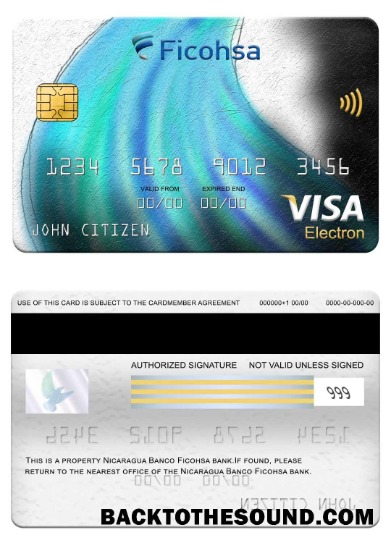 Ficohsa
1234 5678 9012 3456
VALID FROM EXPIRED END
00/00 00/00
VISA
JOHN CITIZEN
Electron
USE OF THIS CARD IS SUBJECT TO THE CARDMEMBER AGREEMENT 000000+1 00/00 0000-00-000-00
AUTHORIZED SIGNATURE NOT VALID UNLESS SIGNED
999
THIS IS A PROPERTY NICARAGUA BANCO FICOHSA BANK.IF FOUND, PLEASE
RETURN TO THE NEAREST OFFICE OF THE NICARAGUA BANCO FICOHSA BANK.
BACKTOTHESOUND.COM